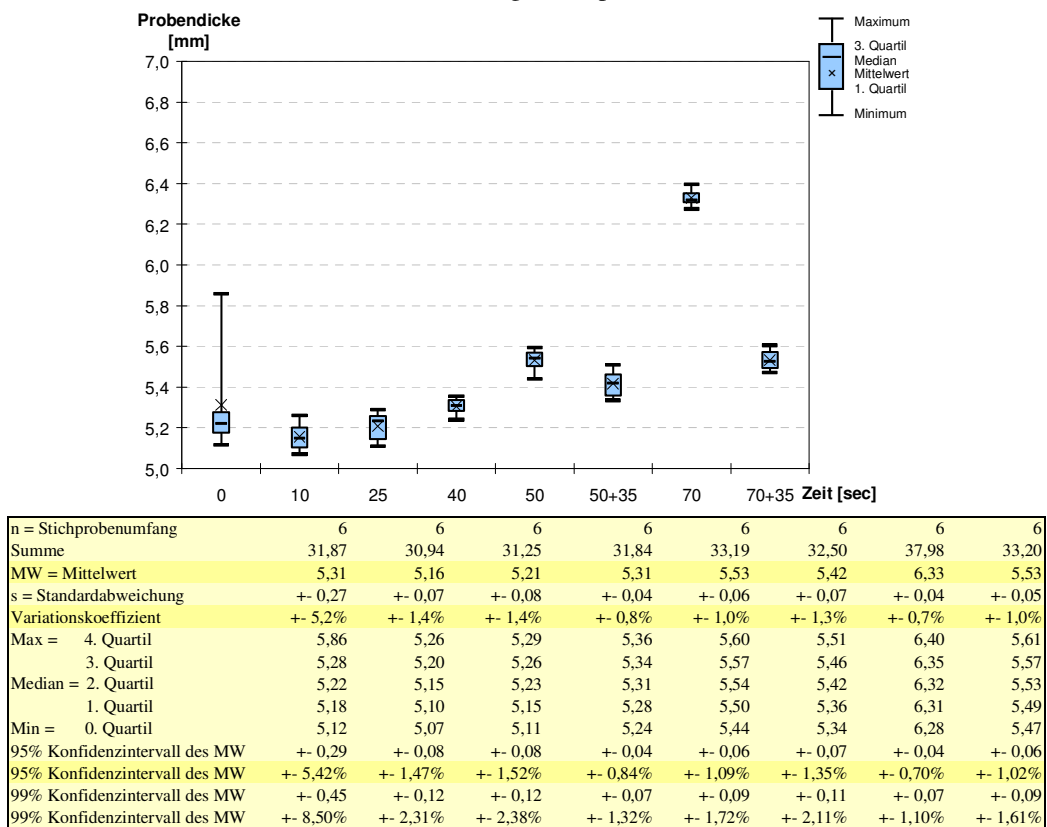 Probendicke
[mm]
Maximum
3. Quartil
Median
Mittelwert
1. Quartil
Minimum
7,0
6,8
6,6
6,4
6,2
6,0
5,8
5,6
5,4
5,2
5,0
0 10 25 40 50 50+35 70 70+35 Zeit [sec]
n = Stichprobenumfang 6 6 6 6 6 6 6 6
Summe 31,87 30,94 31,25 31,84 33,19 32,50 37,98 33,20
MW = Mittelwert 5,31 5,16 5,21 5,31 5,53 5,42 6,33 5,53
s = Standardabweichung +- 0,27 +- 0,07 +- 0,08 +- 0,04 +- 0,06 +- 0,07 +- 0,04 +- 0,05
Variationskoeffizient +- 5,2% +- 1,4% +- 1,4% +- 0,8% +- 1,0% +- 1,3% +- 0,7% +- 1,0%
Max = 4. Quartil 5,86 5,26 5,29 5,36 5,60 5,51 6,40 5,61
3. Quartil 5,28 5,20 5,26 5,34 5,57 5,46 6,35 5,57
Median = 2. Quartil 5,22 5,15 5,23 5,31 5,54 5,42 6,32 5,53
1. Quartil 5,18 5,10 5,15 5,28 5,50 5,36 6,31 5,49
Min = 0. Quartil 5,12 5,07 5,11 5,24 5,44 5,34 6,28 5,47
95% Konfidenzintervall des MW +- 0,29 +- 0,08 +- 0,08 +- 0,04 +- 0,06 +- 0,07 +- 0,04 +- 0,06
95% Konfidenzintervall des MW +- 5,42% +- 1,47% +- 1,52% +- 0,84% +- 1,09% +- 1,35% +- 0,70% +- 1,02%
99% Konfidenzintervall des MW +- 0,45 +- 0,12 +- 0,12 +- 0,07 +- 0,09 +- 0,11 +- 0,07 +- 0,09
99% Konfidenzintervall des MW +- 8,50% +- 2,31% +- 2,38% +- 1,32% +- 1,72% +- 2,11% +- 1,10% +- 1,61%